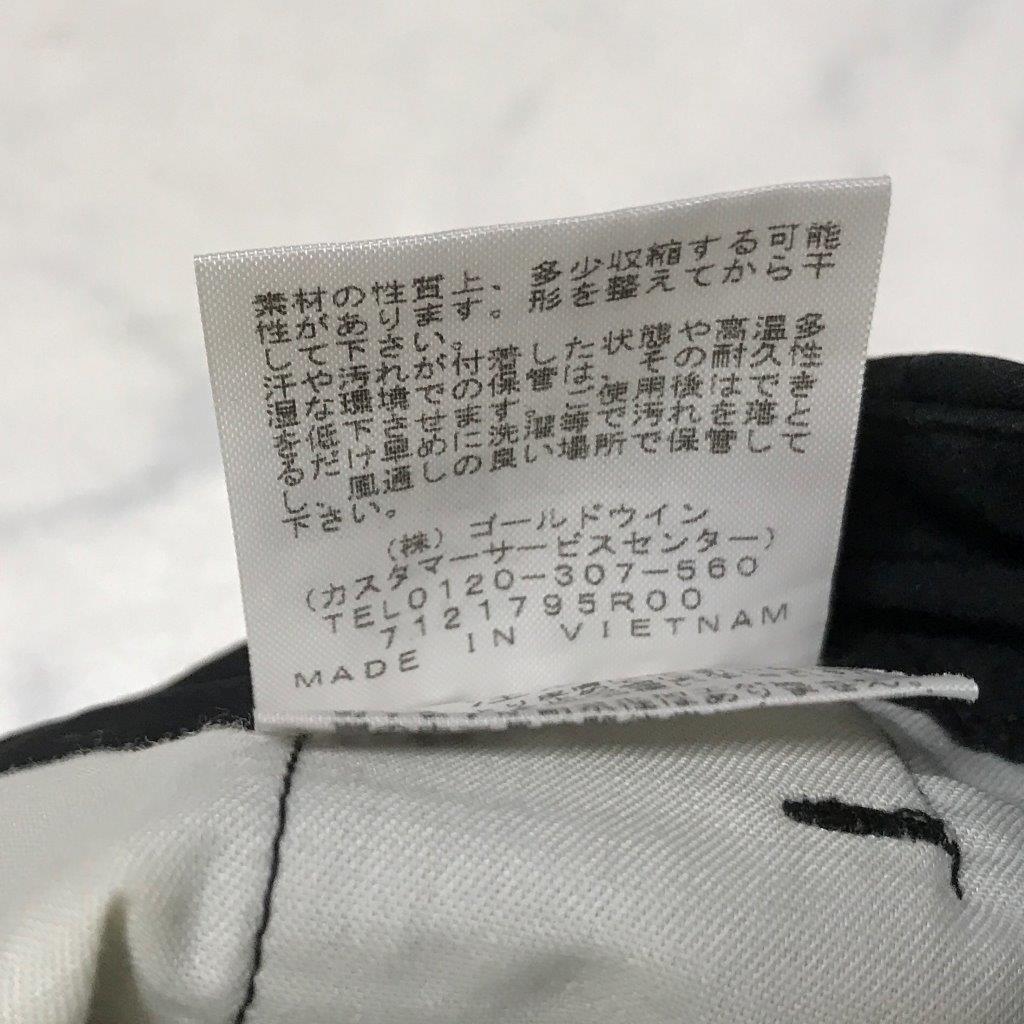 素材の性質上、多少収縮する可能
性があります。形を整えてから干
して下さい。
汗や汚れが付着した状態や高温多
湿な環境での保管は、その耐久性
を低下させます。ご使用後はでき
るだけ早めに洗濯等で汚れを落と
し、風通しの良い場所で保管して
下さい。
（株）ゴールドウイン
（カスタマーサービスセンター）
TEL0120-307-560
7121795R00
MADE IN VIETNAM